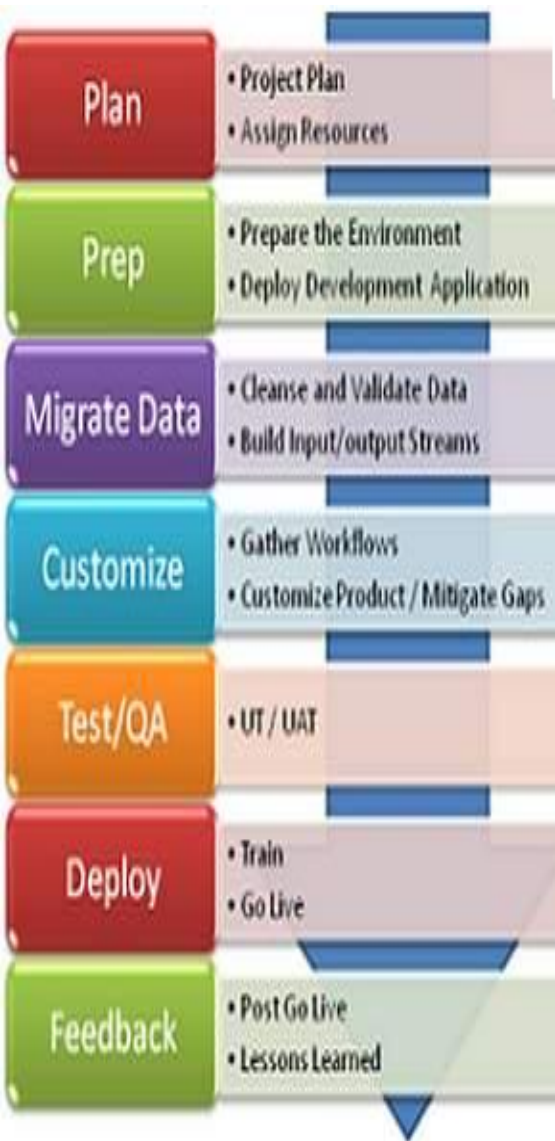 Plan
• Project Plan
• Assign Resources
Prep
• Prepare the Environment
• Deploy Development Application
Migrate Data
• Cleanse and Validate Data
• Build Input/output Streams
Customize
• Gather Workflows
• Customize Product / Mitigate Gaps
Test/QA
• UT / UAT
Deploy
• Train
• Go Live
Feedback
• Post Go Live
• Lessons Learned